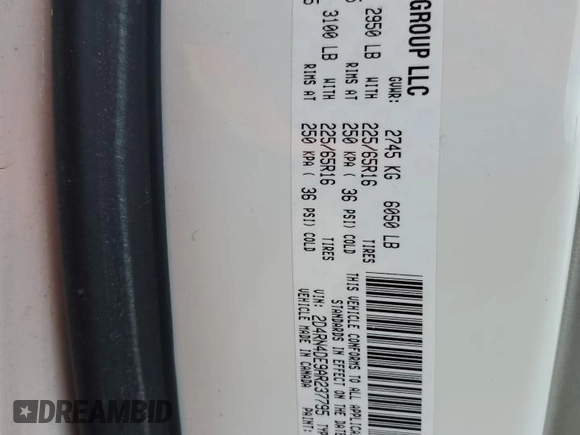 GROUP LLC
GVWR: 2745 KG 6050 LB
2950 LB WITH 225/65R16 TIRES
RIMS AT 250 KPA ( 36 PSI) COLD
3100 LB WITH 225/65R16 TIRES
RIMS AT 250 KPA ( 36 PSI) COLD
THIS VEHICLE CONFORMS TO ALL APPLICA
STANDARDS IN EFFECT ON THE DATE
VIN: 2D4RN4DE9AR237795
VEHICLE MADE IN CANADA
DREAMBID